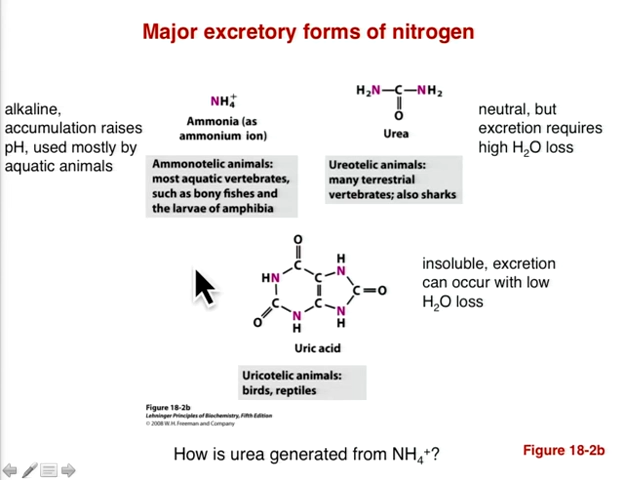 Major excretory forms of nitrogen
alkaline,
accumulation raises
pH, used mostly by
aquatic animals
NH₄⁺
Ammonia (as
ammonium ion)
Ammonotelic animals:
most aquatic vertebrates,
such as bony fishes and
the larvae of amphibia
H₂N—C—NH₂
O
Urea
Ureotelic animals:
many terrestrial
vertebrates; also sharks
neutral, but
excretion requires
high H₂O loss
O
C
H
HN
C
N
C=O
C
C
N
O
N
H
H
Uric acid
Uricotelic animals:
birds, reptiles
insoluble, excretion
can occur with low
H₂O loss
Figure 18-2b
Lehninger Principles of Biochemistry, Fifth Edition
© 2008 W. H. Freeman and Company
How is urea generated from NH₄⁺?
Figure 18-2b